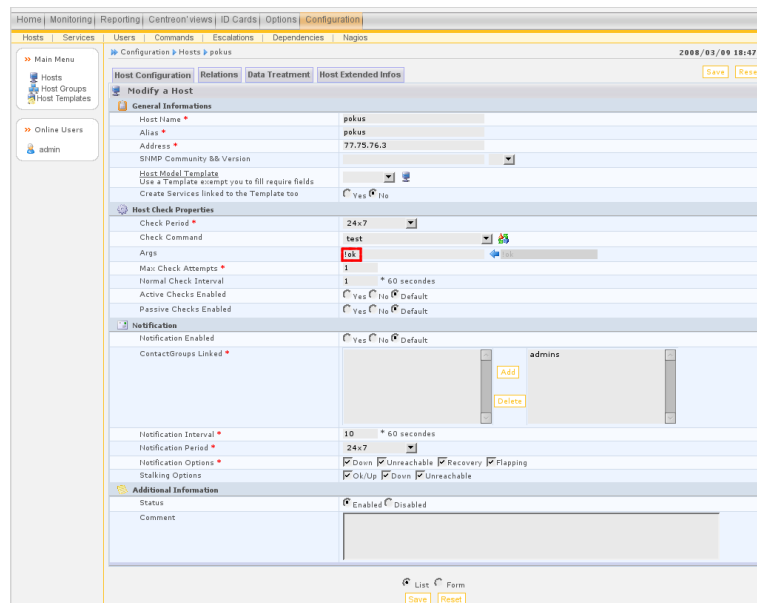 Home | Monitoring | Reporting | Centreon'views | ID Cards | Options | Configuration
Hosts | Services | Users | Commands | Escalations | Dependencies | Nagios
Configuration Hosts pokus 2008/03/09 18:47
Main Menu
Hosts
Host Groups
Host Templates
Online Users
admin
Host Configuration Relations Data Treatment Host Extended Infos Save Rese
Modify a Host
General Informations
Host Name * pokus
Alias * pokus
Address * 77.75.76.3
SNMP Community && Version
Host Model Template
Use a Template exempt you to fill require fields
Create Services linked to the Template too Yes No
Host Check Properties
Check Period * 24x7
Check Command test
Args !ok !ok
Max Check Attempts * 1
Normal Check Interval 1 * 60 secondes
Active Checks Enabled Yes No Default
Passive Checks Enabled Yes No Default
Notification
Notification Enabled Yes No Default
ContactGroups Linked * admins
Add
Delete
Notification Interval * 10 * 60 secondes
Notification Period * 24x7
Notification Options * Down Unreachable Recovery Flapping
Stalking Options Ok/Up Down Unreachable
Additional Information
Status Enabled Disabled
Comment
List Form
Save Reset